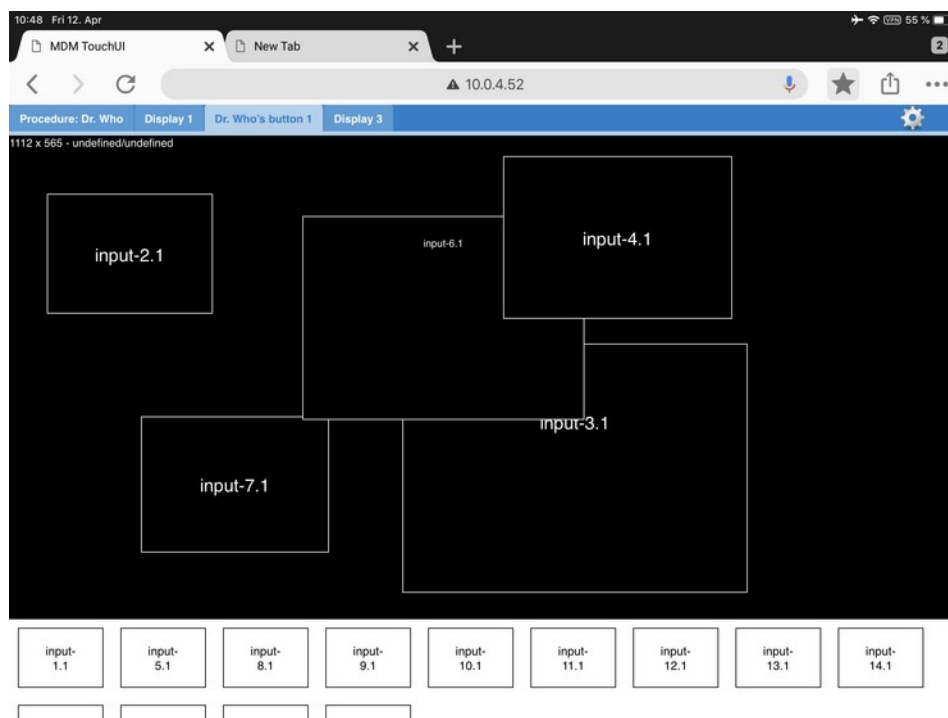 10:48 Fri 12. Apr VPN 55 %
MDM TouchUI New Tab 2
10.0.4.52
Procedure: Dr. Who Display 1 Dr. Who's button 1 Display 3
1112 x 565 - undefined/undefined
input-2.1
input-6.1
input-4.1
input-3.1
input-7.1
input-
1.1
input-
5.1
input-
8.1
input-
9.1
input-
10.1
input-
11.1
input-
12.1
input-
13.1
input-
14.1